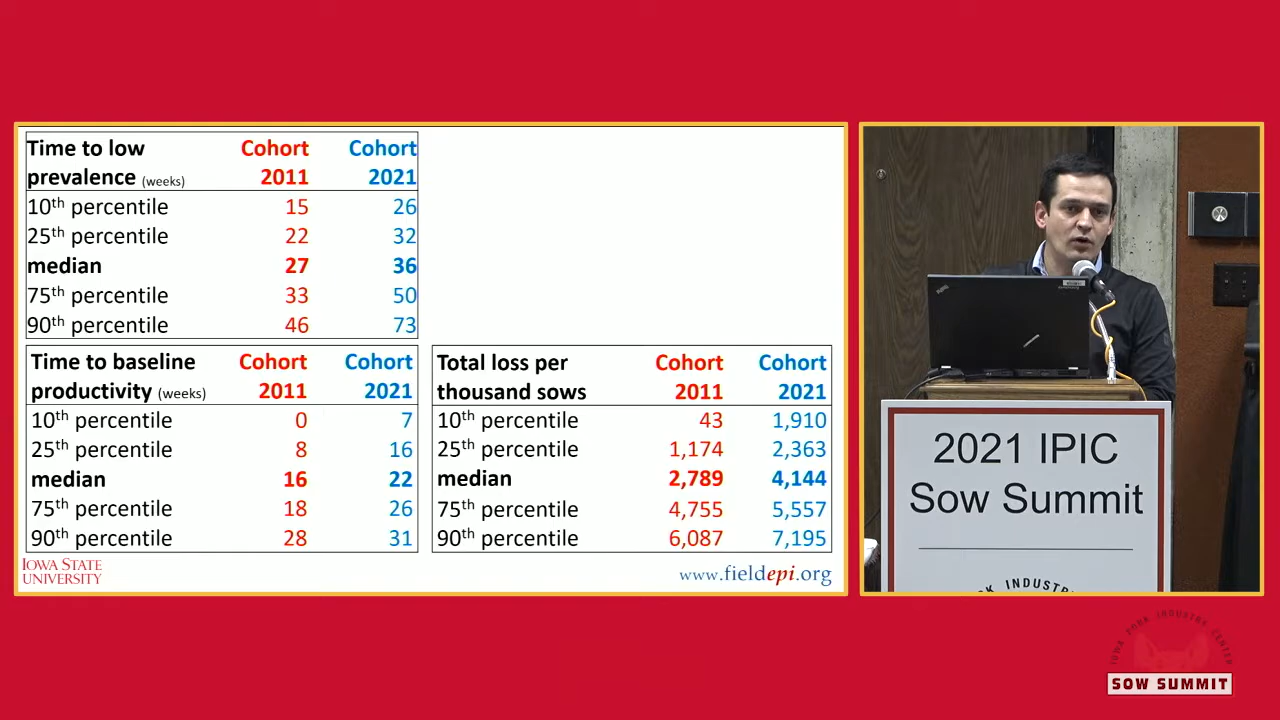 Time to low prevalence (weeks) Cohort 2011 Cohort 2021
10th percentile 15 26
25th percentile 22 32
median 27 36
75th percentile 33 50
90th percentile 46 73
Time to baseline productivity (weeks) Cohort 2011 Cohort 2021
10th percentile 0 7
25th percentile 8 16
median 16 22
75th percentile 18 26
90th percentile 28 31
Total loss per thousand sows Cohort 2011 Cohort 2021
10th percentile 43 1,910
25th percentile 1,174 2,363
median 2,789 4,144
75th percentile 4,755 5,557
90th percentile 6,087 7,195
IOWA STATE
UNIVERSITY
www.fieldepi.org
2021 IPIC
Sow Summit
IOWA PORK INDUSTRY CENTER
SOW SUMMIT